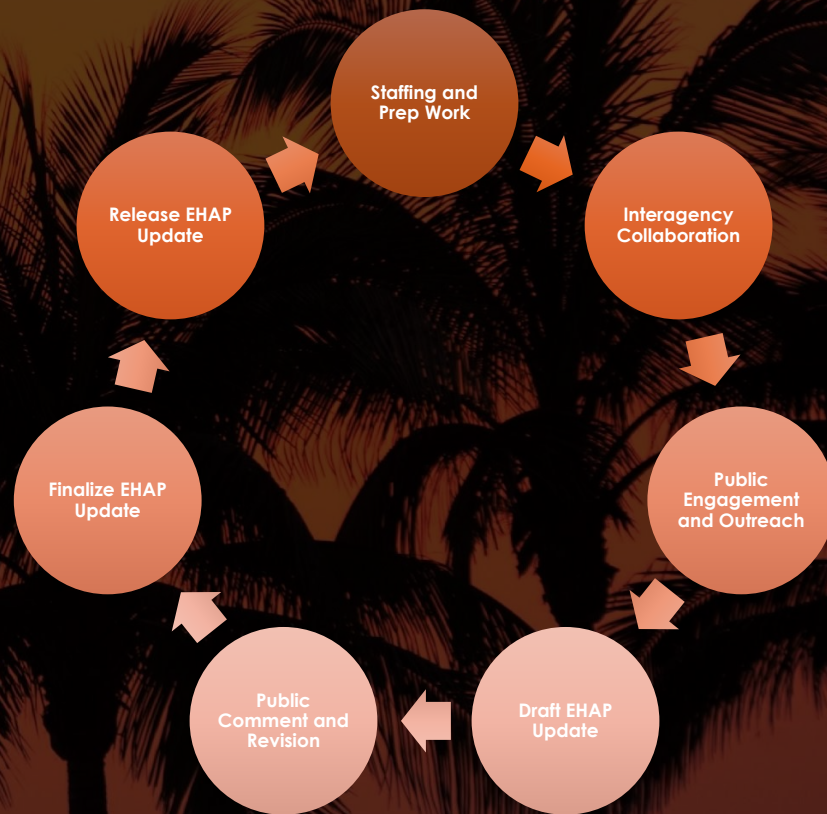 Staffing and
Prep Work
Interagency
Collaboration
Public
Engagement
and Outreach
Draft EHAP
Update
Public
Comment and
Revision
Finalize EHAP
Update
Release EHAP
Update